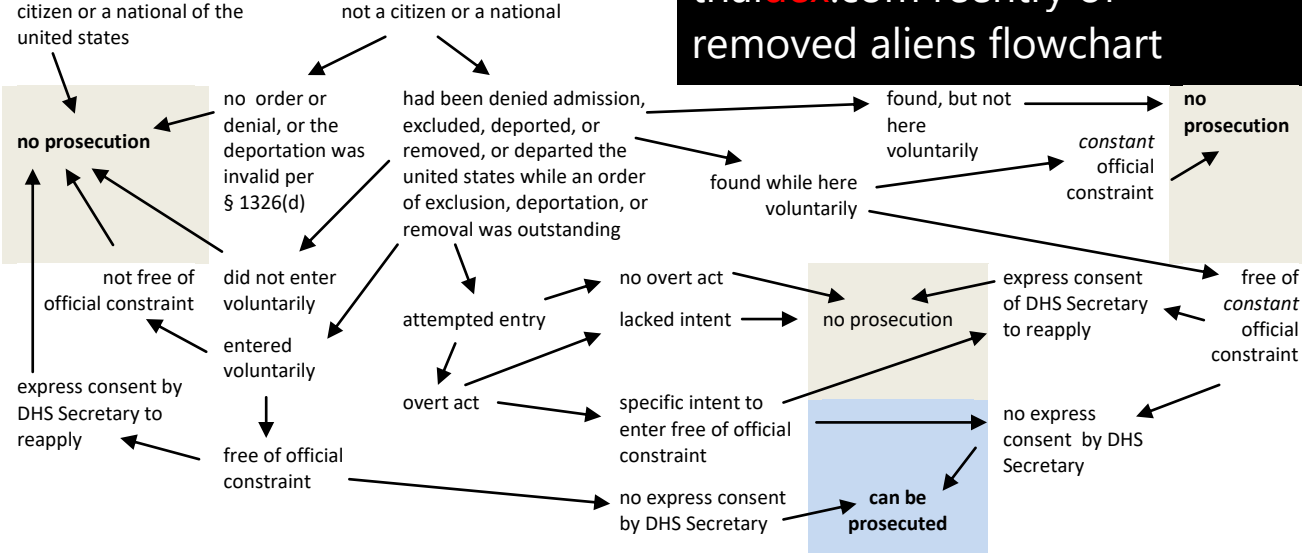 citizen or a national of the
united states
not a citizen or a national
.com reentry of
removed aliens flowchart
no prosecution
no order or
denial, or the
deportation was
invalid per
§ 1326(d)
had been denied admission,
excluded, deported, or
removed, or departed the
united states while an order
of exclusion, deportation, or
removal was outstanding
found, but not
here
voluntarily
no
prosecution
constant
official
constraint
found while here
voluntarily
not free of
official constraint
did not enter
voluntarily
attempted entry
no overt act
lacked intent
no prosecution
express consent
of DHS Secretary
to reapply
free of
constant
official
constraint
entered
voluntarily
express consent by
DHS Secretary to
reapply
overt act
specific intent to
enter free of official
constraint
no express
consent by DHS
Secretary
free of official
constraint
no express consent
by DHS Secretary
can be
prosecuted